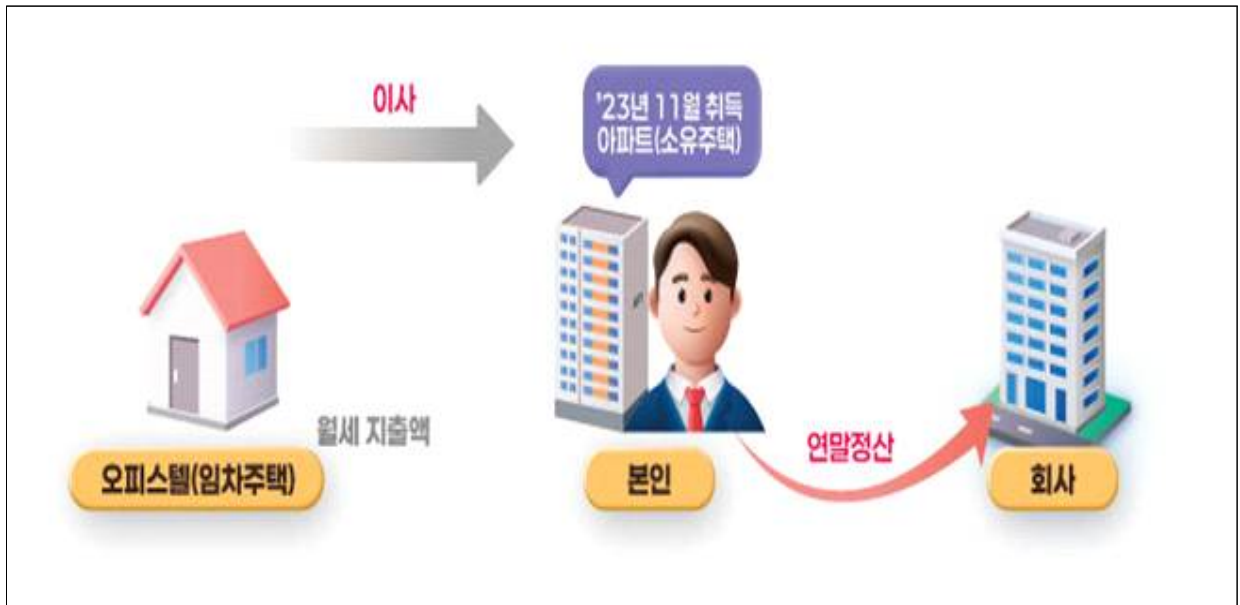 이사
'23년 11월 취득
아파트(소유주택)
월세 지출액
연말정산
오피스텔(임차주택)
본인
회사